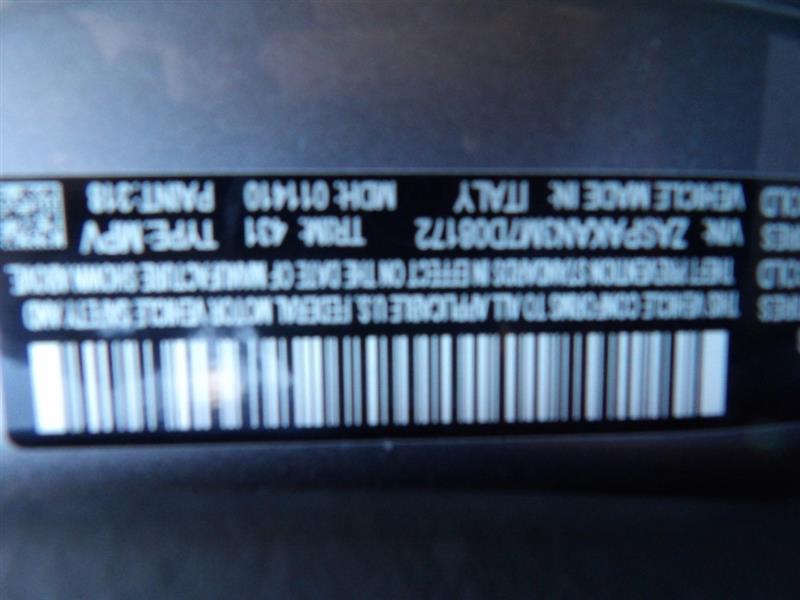 THIS VEHICLE CONFORMS TO ALL APPLICABLE U.S. FEDERAL MOTOR VEHICLE SAFETY AND
THEFT PREVENTION STANDARDS IN EFFECT ON THE DATE OF MANUFACTURE SHOWN ABOVE.
VIN: ZASPAKAN3M7D08172 TRIM: 431 TYPE: MPV
VEHICLE MADE IN: ITALY MDH: 011410 PAINT: 318